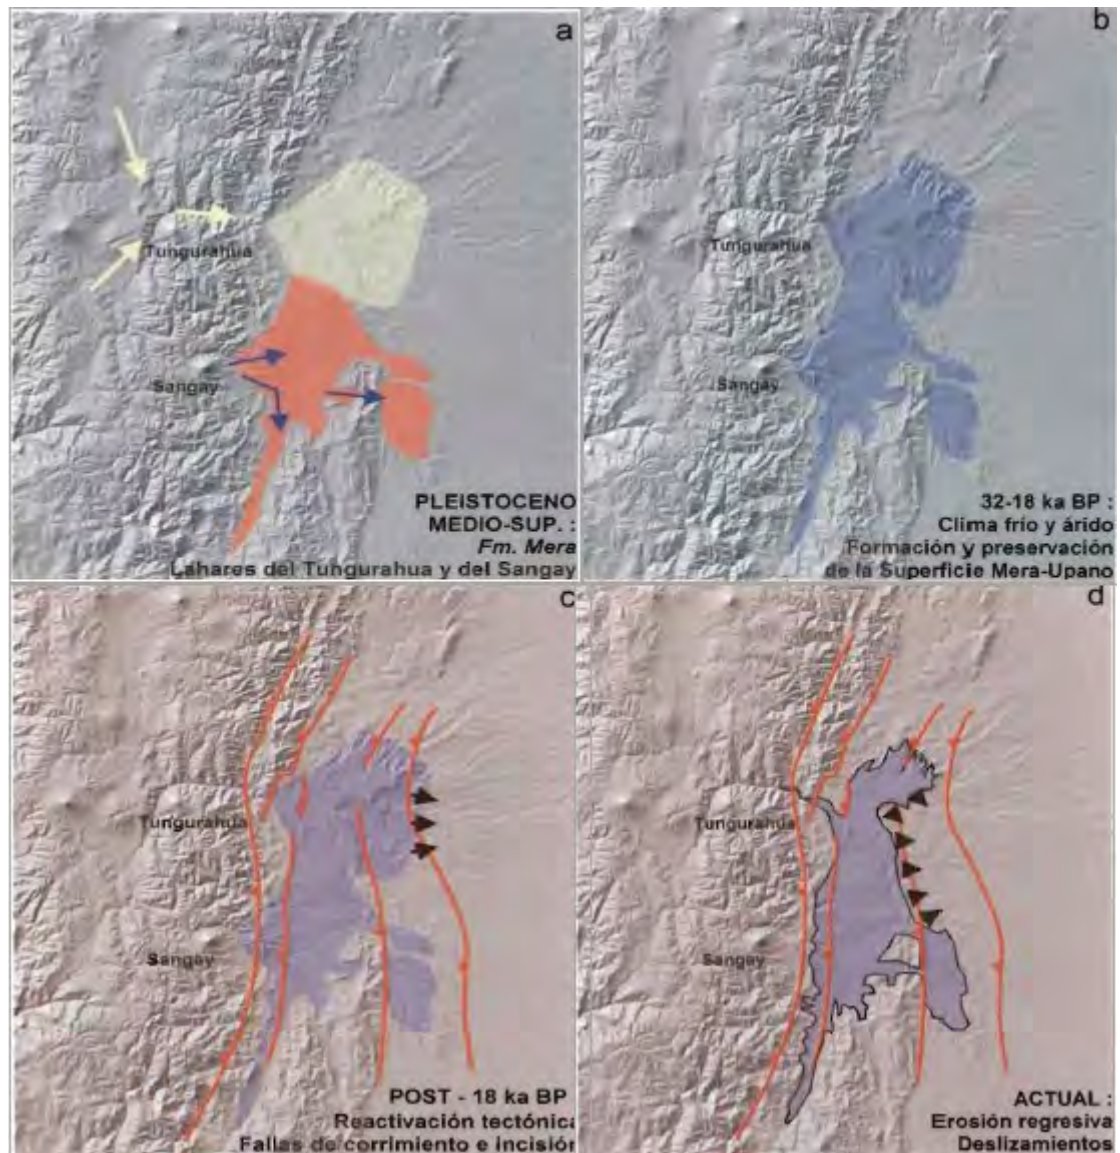 a
Tungurahua
Sangay
PLEISTOCENO
MEDIO-SUP. :
Fm. Mera
Lahares del Tungurahua y del Sangay
b
Tungurahua
Sangay
32-18 ka BP :
Clima frío y árido
Formación y preservación
de la Superficie Mera-Upano
c
Tungurahua
Sangay
POST - 18 ka BP
Reactivación tectónica
Fallas de corrimiento e incisión
d
Tungurahua
Sangay
ACTUAL :
Erosión regresiva
Deslizamientos